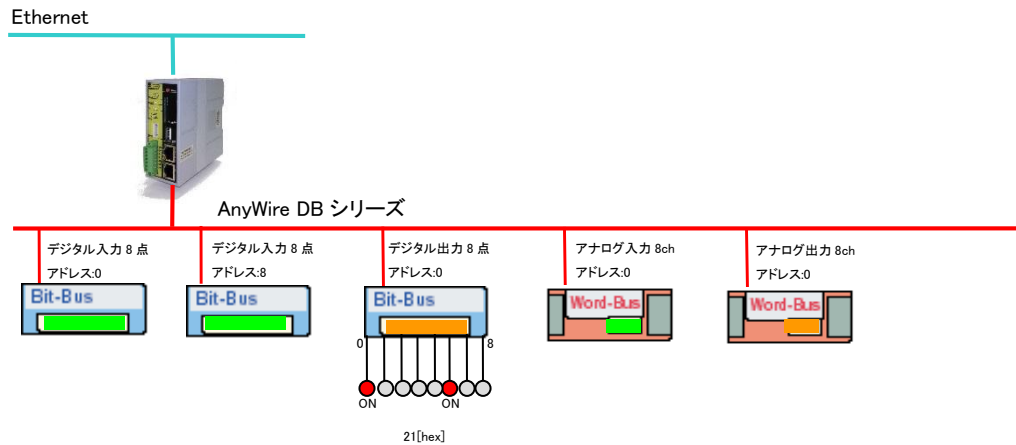 Ethernet
AnyWire DB シリーズ
デジタル入力 8 点
アドレス:0
Bit-Bus
デジタル入力 8 点
アドレス:8
Bit-Bus
デジタル出力 8 点
アドレス:0
Bit-Bus
0
8
ON
ON
21[hex]
アナログ入力 8ch
アドレス:0
Word-Bus
アナログ出力 8ch
アドレス:0
Word-Bus